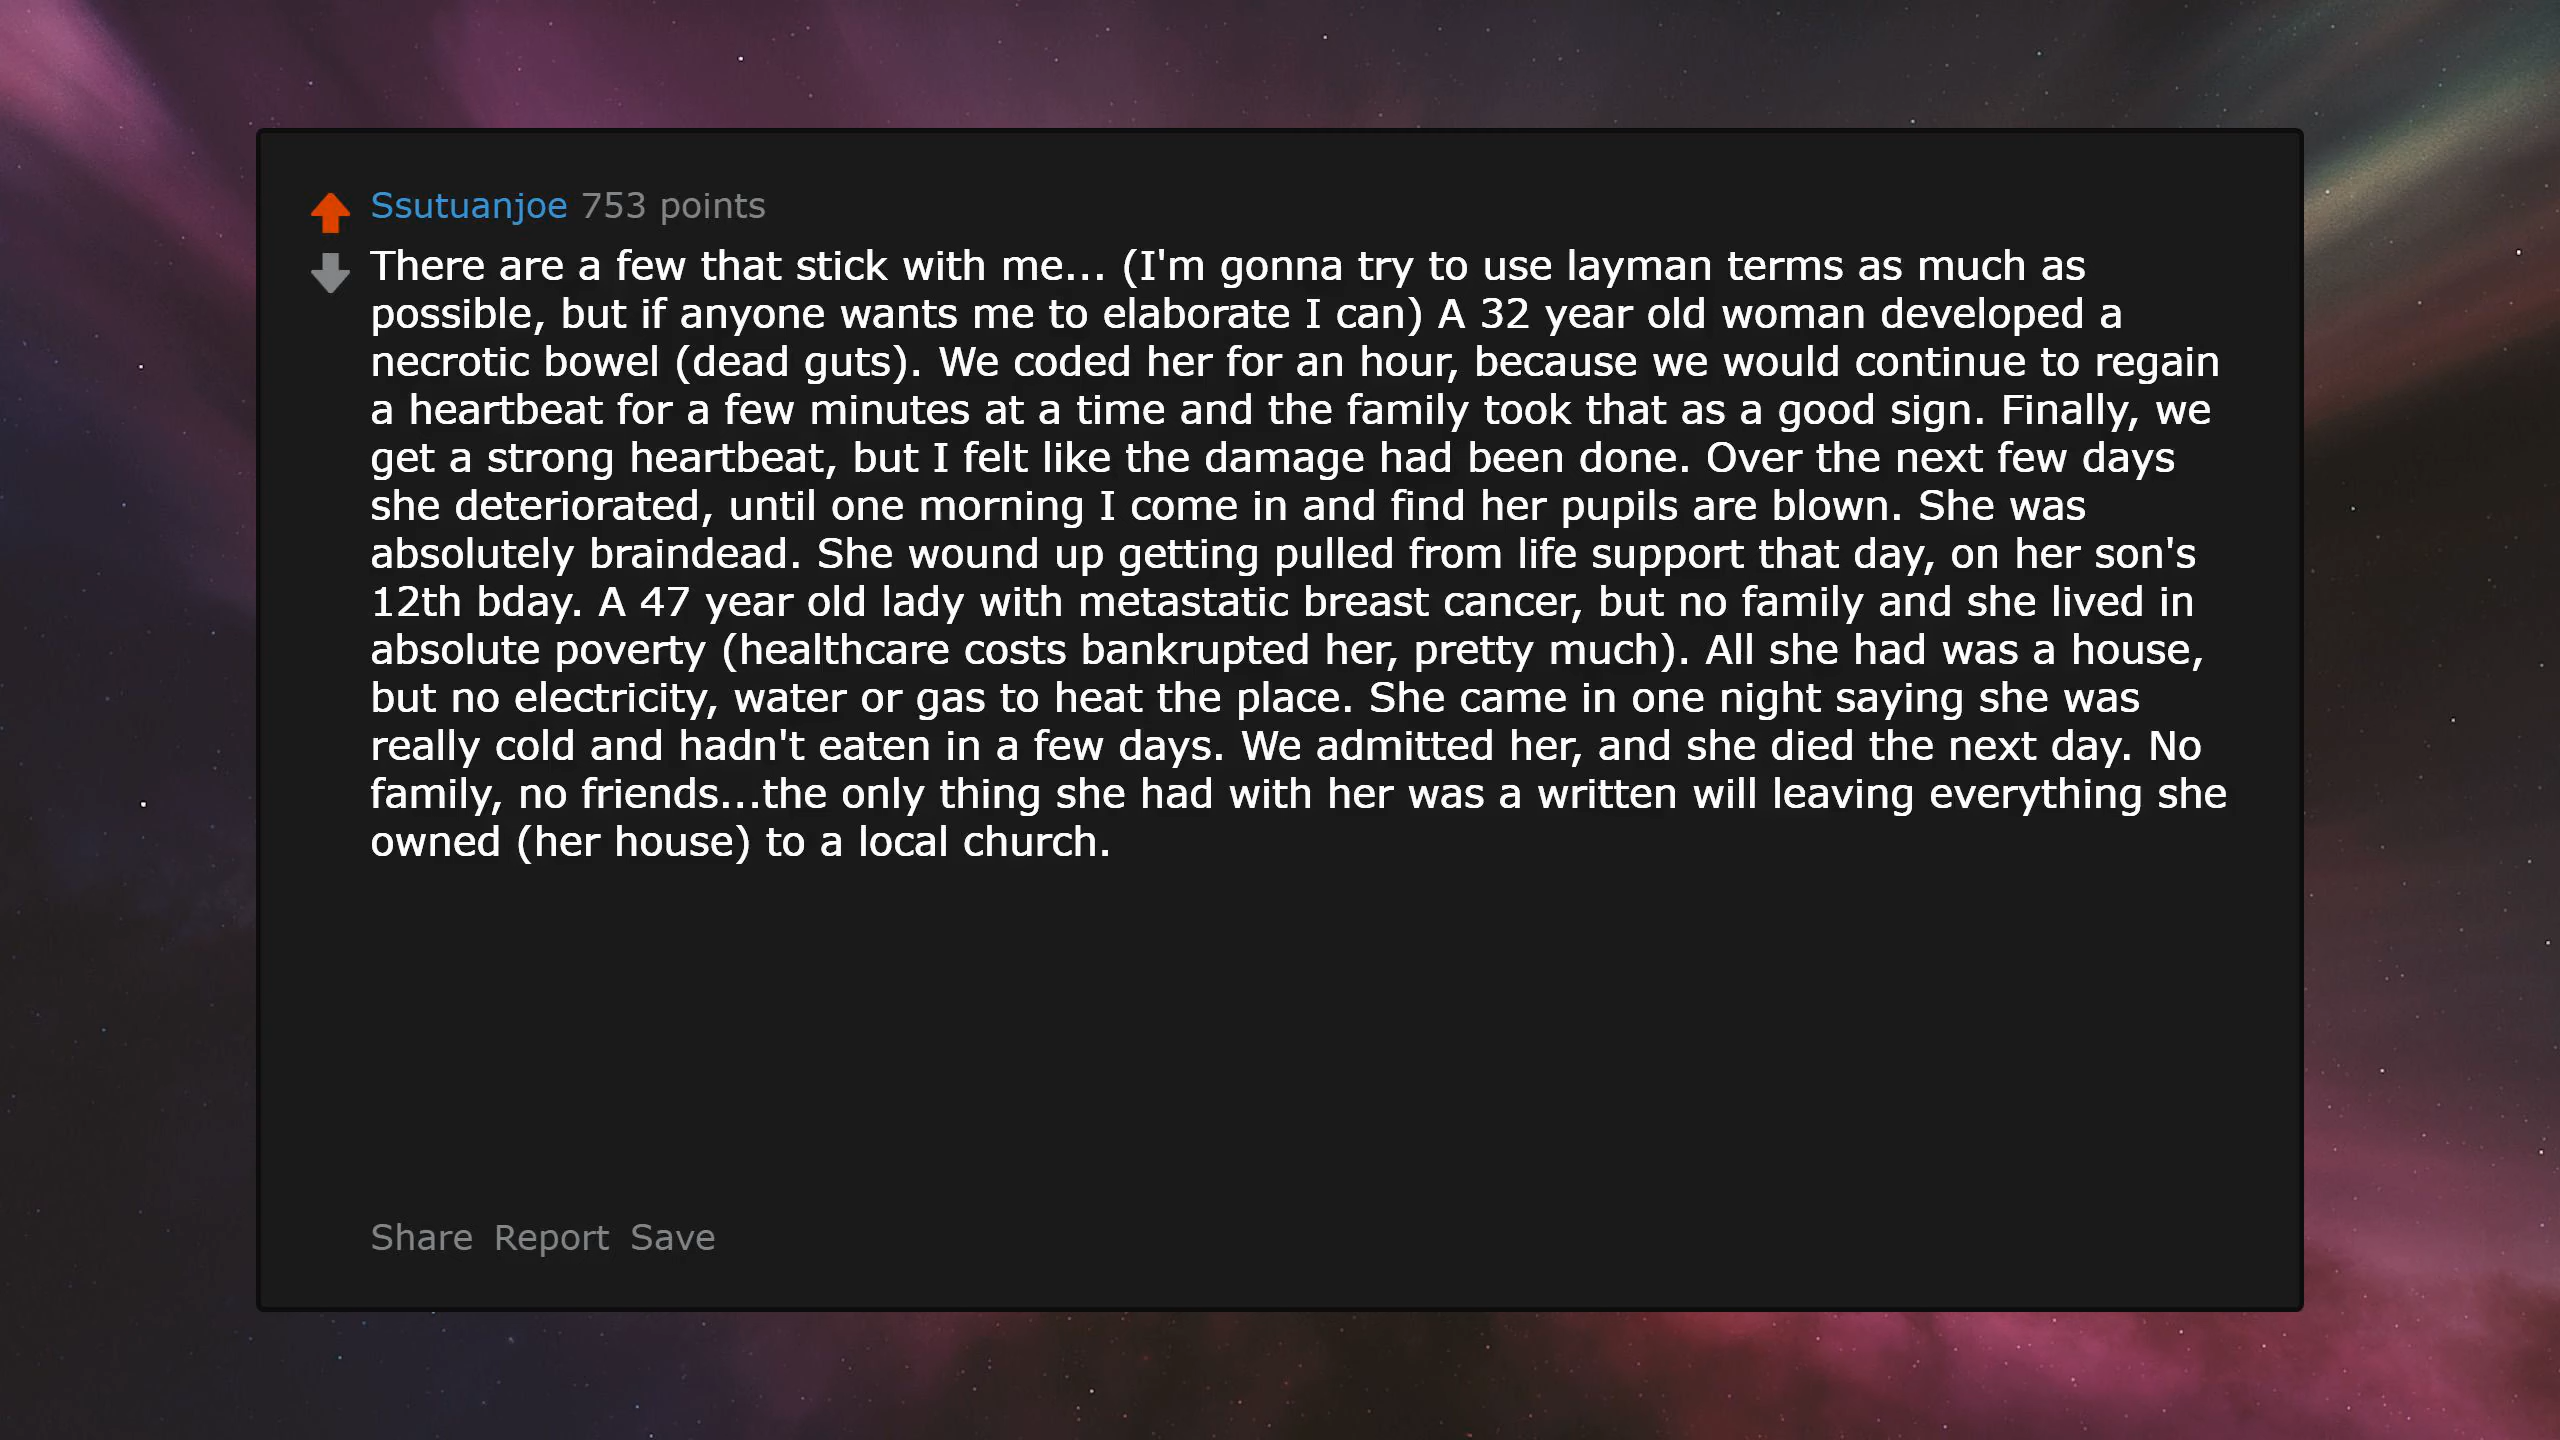 Ssutuanjoe 753 points
There are a few that stick with me... (I'm gonna try to use layman terms as much as
possible, but if anyone wants me to elaborate I can) A 32 year old woman developed a
necrotic bowel (dead guts). We coded her for an hour, because we would continue to regain
a heartbeat for a few minutes at a time and the family took that as a good sign. Finally, we
get a strong heartbeat, but I felt like the damage had been done. Over the next few days
she deteriorated, until one morning I come in and find her pupils are blown. She was
absolutely braindead. She wound up getting pulled from life support that day, on her son's
12th bday. A 47 year old lady with metastatic breast cancer, but no family and she lived in
absolute poverty (healthcare costs bankrupted her, pretty much). All she had was a house,
but no electricity, water or gas to heat the place. She came in one night saying she was
really cold and hadn't eaten in a few days. We admitted her, and she died the next day. No
family, no friends...the only thing she had with her was a written will leaving everything she
owned (her house) to a local church.
Share Report Save